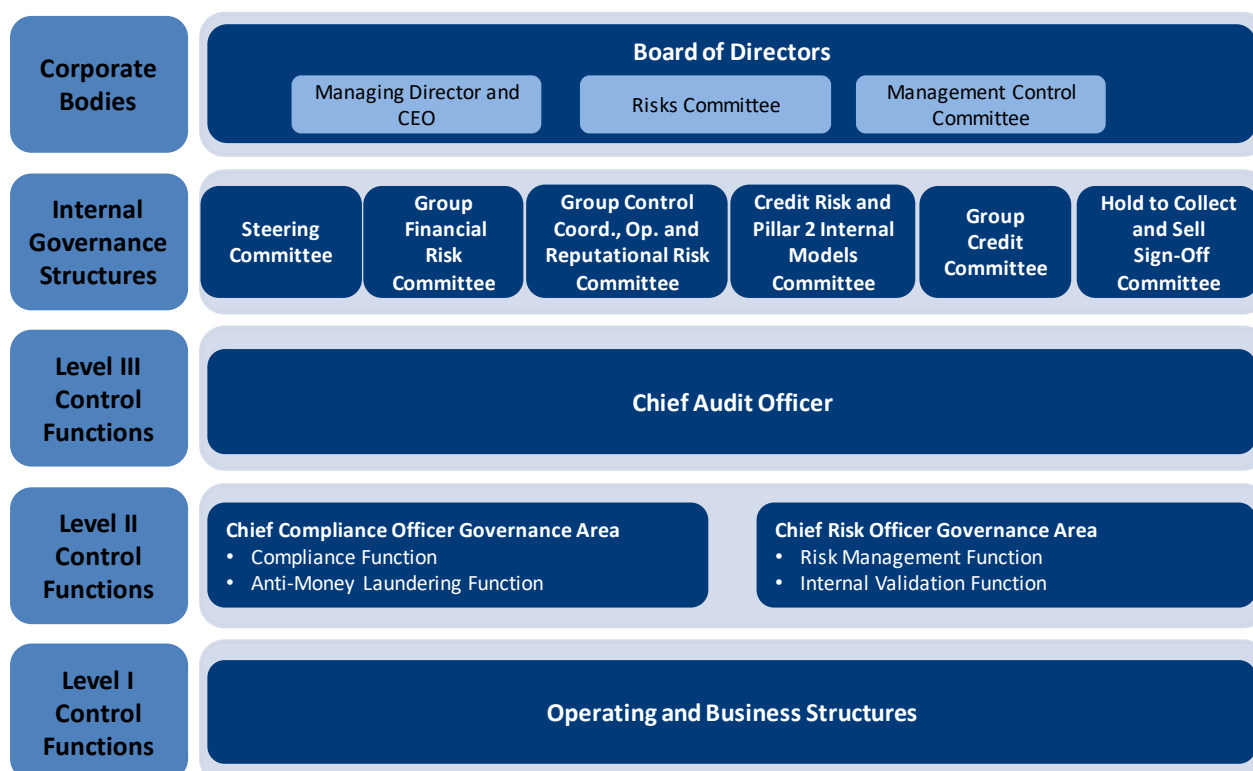 Corporate
Bodies
Board of Directors
Managing Director and
CEO
Risks Committee
Management Control
Committee
Internal
Governance
Structures
Steering
Committee
Group
Financial
Risk
Committee
Group Control
Coord., Op. and
Reputational Risk
Committee
Credit Risk and
Pillar 2 Internal
Models
Committee
Group
Credit
Committee
Hold to Collect
and Sell
Sign-Off
Committee
Level III
Control
Functions
Chief Audit Officer
Level II
Control
Functions
Chief Compliance Officer Governance Area
• Compliance Function
• Anti-Money Laundering Function
Chief Risk Officer Governance Area
• Risk Management Function
• Internal Validation Function
Level I
Control
Functions
Operating and Business Structures